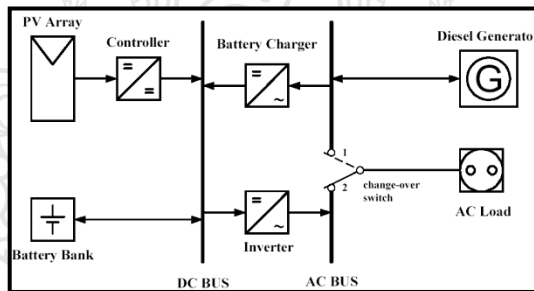 PV Array
Controller
Battery Charger
Diesel Generator
G
1
2
change-over
switch
AC Load
Battery Bank
Inverter
DC BUS
AC BUS